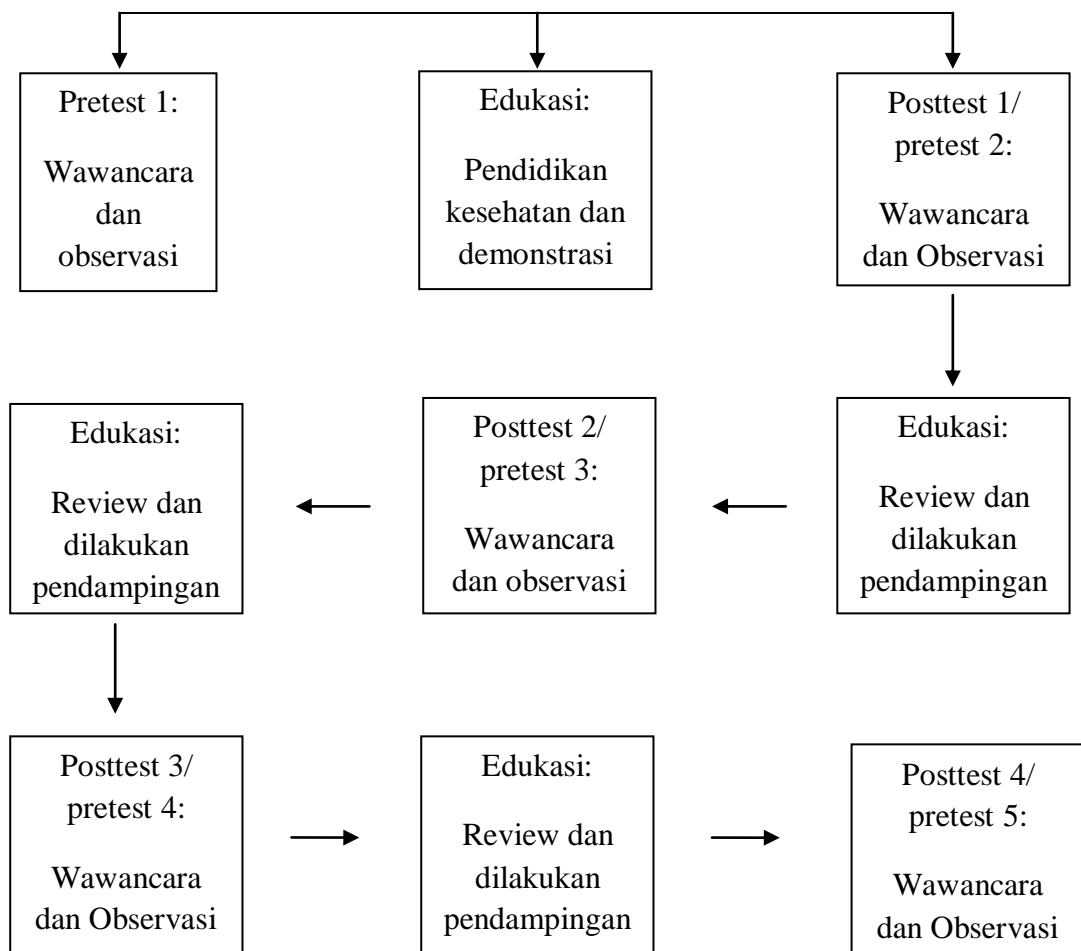 Pretest 1:
Wawancara
dan
observasi
Edukasi:
Pendidikan
kesehatan dan
demonstrasi
Posttest 1/
pretest 2:
Wawancara
dan Observasi
Edukasi:
Review dan
dilakukan
pendampingan
Posttest 2/
pretest 3:
Wawancara
dan observasi
Edukasi:
Review dan
dilakukan
pendampingan
Posttest 3/
pretest 4:
Wawancara
dan Observasi
Edukasi:
Review dan
dilakukan
pendampingan
Posttest 4/
pretest 5:
Wawancara
dan Observasi